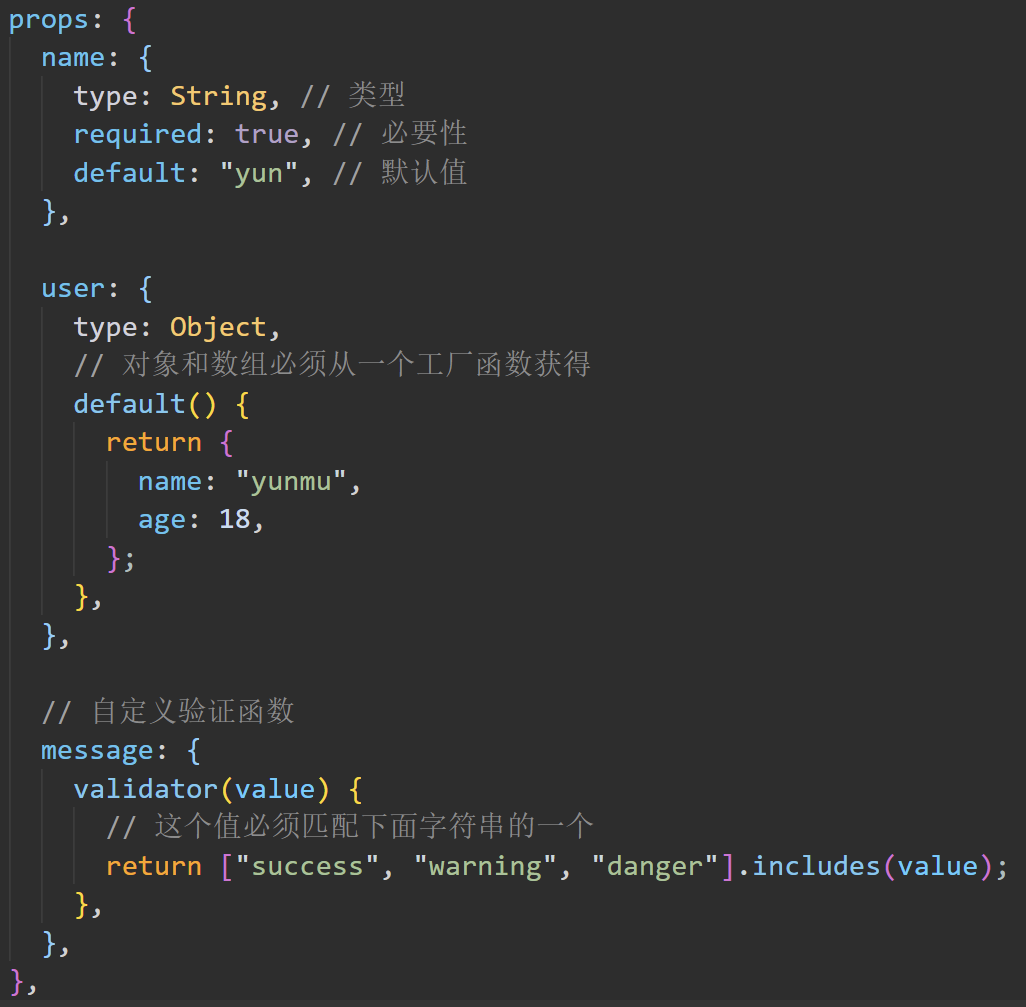 props: {
  name: {
    type: String, // 类型
    required: true, // 必要性
    default: "yun", // 默认值
  },

  user: {
    type: Object,
    // 对象和数组必须从一个工厂函数获得
    default() {
      return {
        name: "yunmu",
        age: 18,
      };
    },
  },

  // 自定义验证函数
  message: {
    validator(value) {
      // 这个值必须匹配下面字符串的一个
      return ["success", "warning", "danger"].includes(value);
    },
  },
},